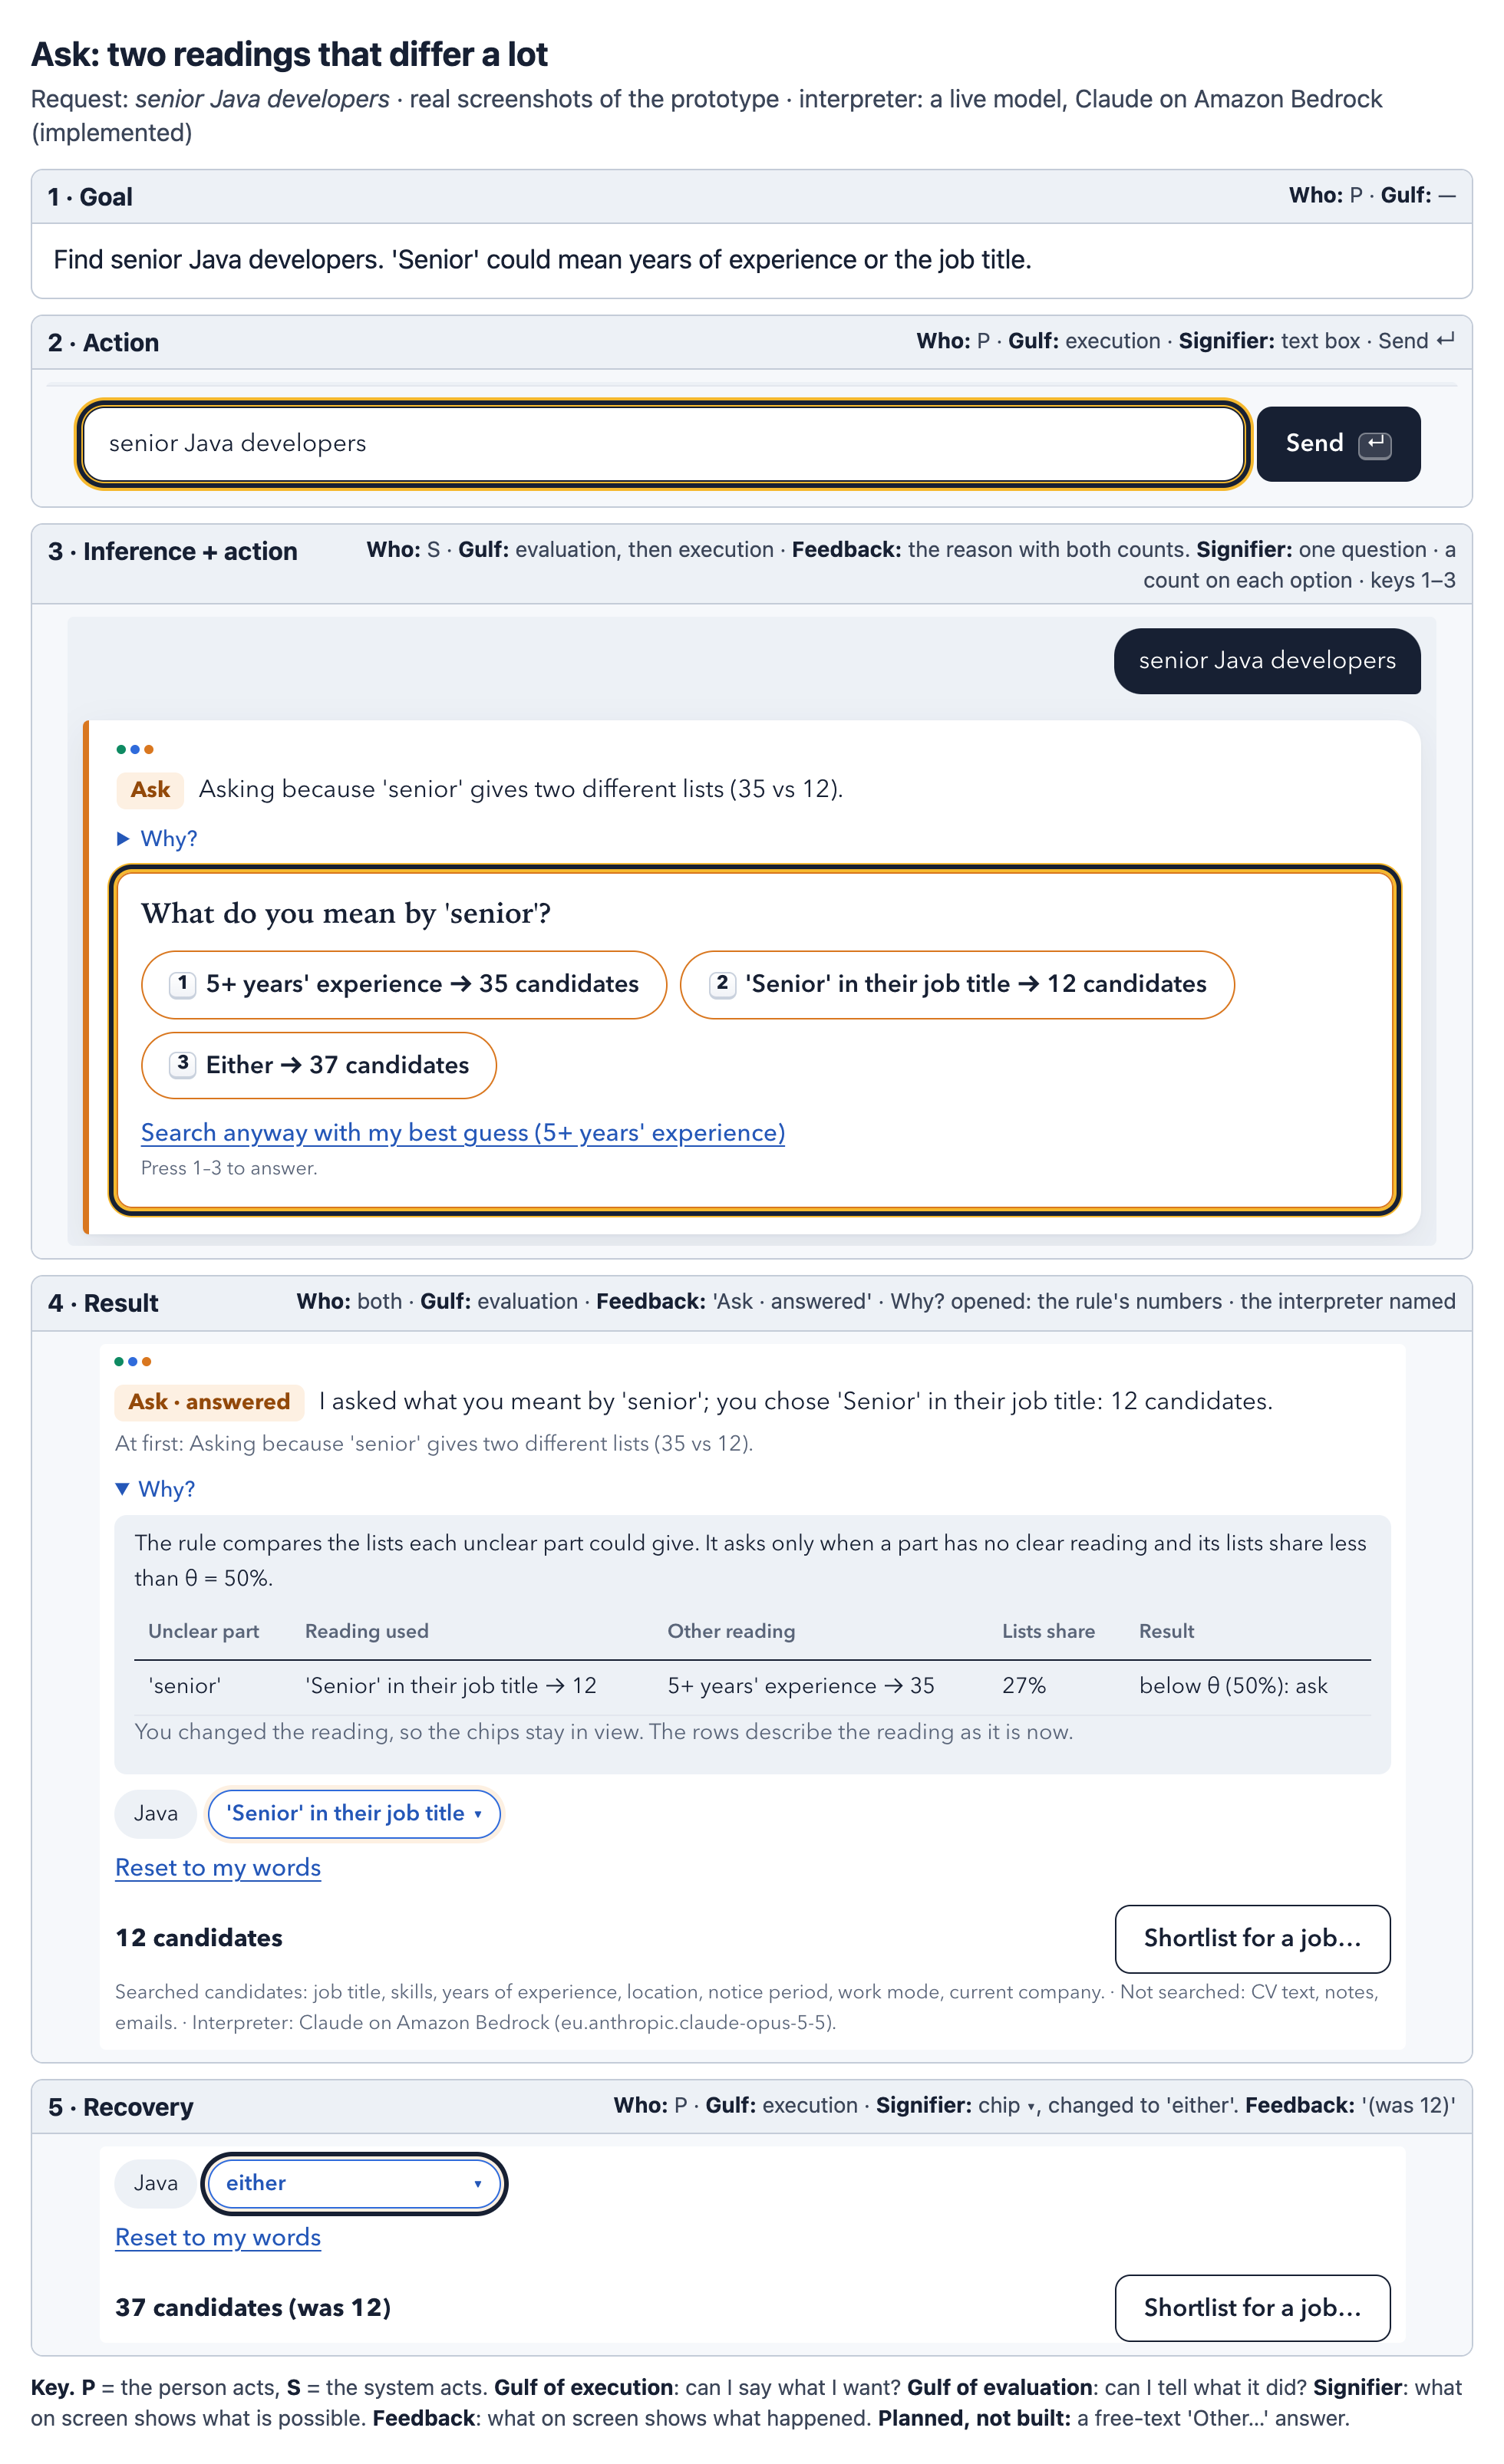 Ask: two readings that differ a lot
Request: senior Java developers · real screenshots of the prototype · interpreter: a live model, Claude on Amazon Bedrock
(implemented)
1 · Goal
Who: P · Gulf: —
Find senior Java developers. 'Senior' could mean years of experience or the job title.
2 · Action
Who: P · Gulf: execution · Signifier: text box · Send ↵
senior Java developers
Send ↵
3 · Inference + action
Who: S · Gulf: evaluation, then execution · Feedback: the reason with both counts. Signifier: one question · a
count on each option · keys 1–3
senior Java developers
Ask Asking because 'senior' gives two different lists (35 vs 12).
▶ Why?
What do you mean by 'senior'?
1 5+ years' experience → 35 candidates
2 'Senior' in their job title → 12 candidates
3 Either → 37 candidates
Search anyway with my best guess (5+ years' experience)
Press 1–3 to answer.
4 · Result
Who: both · Gulf: evaluation · Feedback: 'Ask · answered' · Why? opened: the rule's numbers · the interpreter named
Ask · answered I asked what you meant by 'senior'; you chose 'Senior' in their job title: 12 candidates.
At first: Asking because 'senior' gives two different lists (35 vs 12).
▼ Why?
The rule compares the lists each unclear part could give. It asks only when a part has no clear reading and its lists share less
than θ = 50%.
Unclear part Reading used Other reading Lists share Result
'senior' 'Senior' in their job title → 12 5+ years' experience → 35 27% below θ (50%): ask
You changed the reading, so the chips stay in view. The rows describe the reading as it is now.
Java 'Senior' in their job title ▾
Reset to my words
12 candidates
Shortlist for a job…
Searched candidates: job title, skills, years of experience, location, notice period, work mode, current company. · Not searched: CV text, notes,
emails. · Interpreter: Claude on Amazon Bedrock (eu.anthropic.claude-opus-5-5).
5 · Recovery
Who: P · Gulf: execution · Signifier: chip ▾, changed to 'either'. Feedback: '(was 12)'
Java either ▾
Reset to my words
37 candidates (was 12)
Shortlist for a job…
Key. P = the person acts, S = the system acts. Gulf of execution: can I say what I want? Gulf of evaluation: can I tell what it did? Signifier: what
on screen shows what is possible. Feedback: what on screen shows what happened. Planned, not built: a free-text 'Other…' answer.